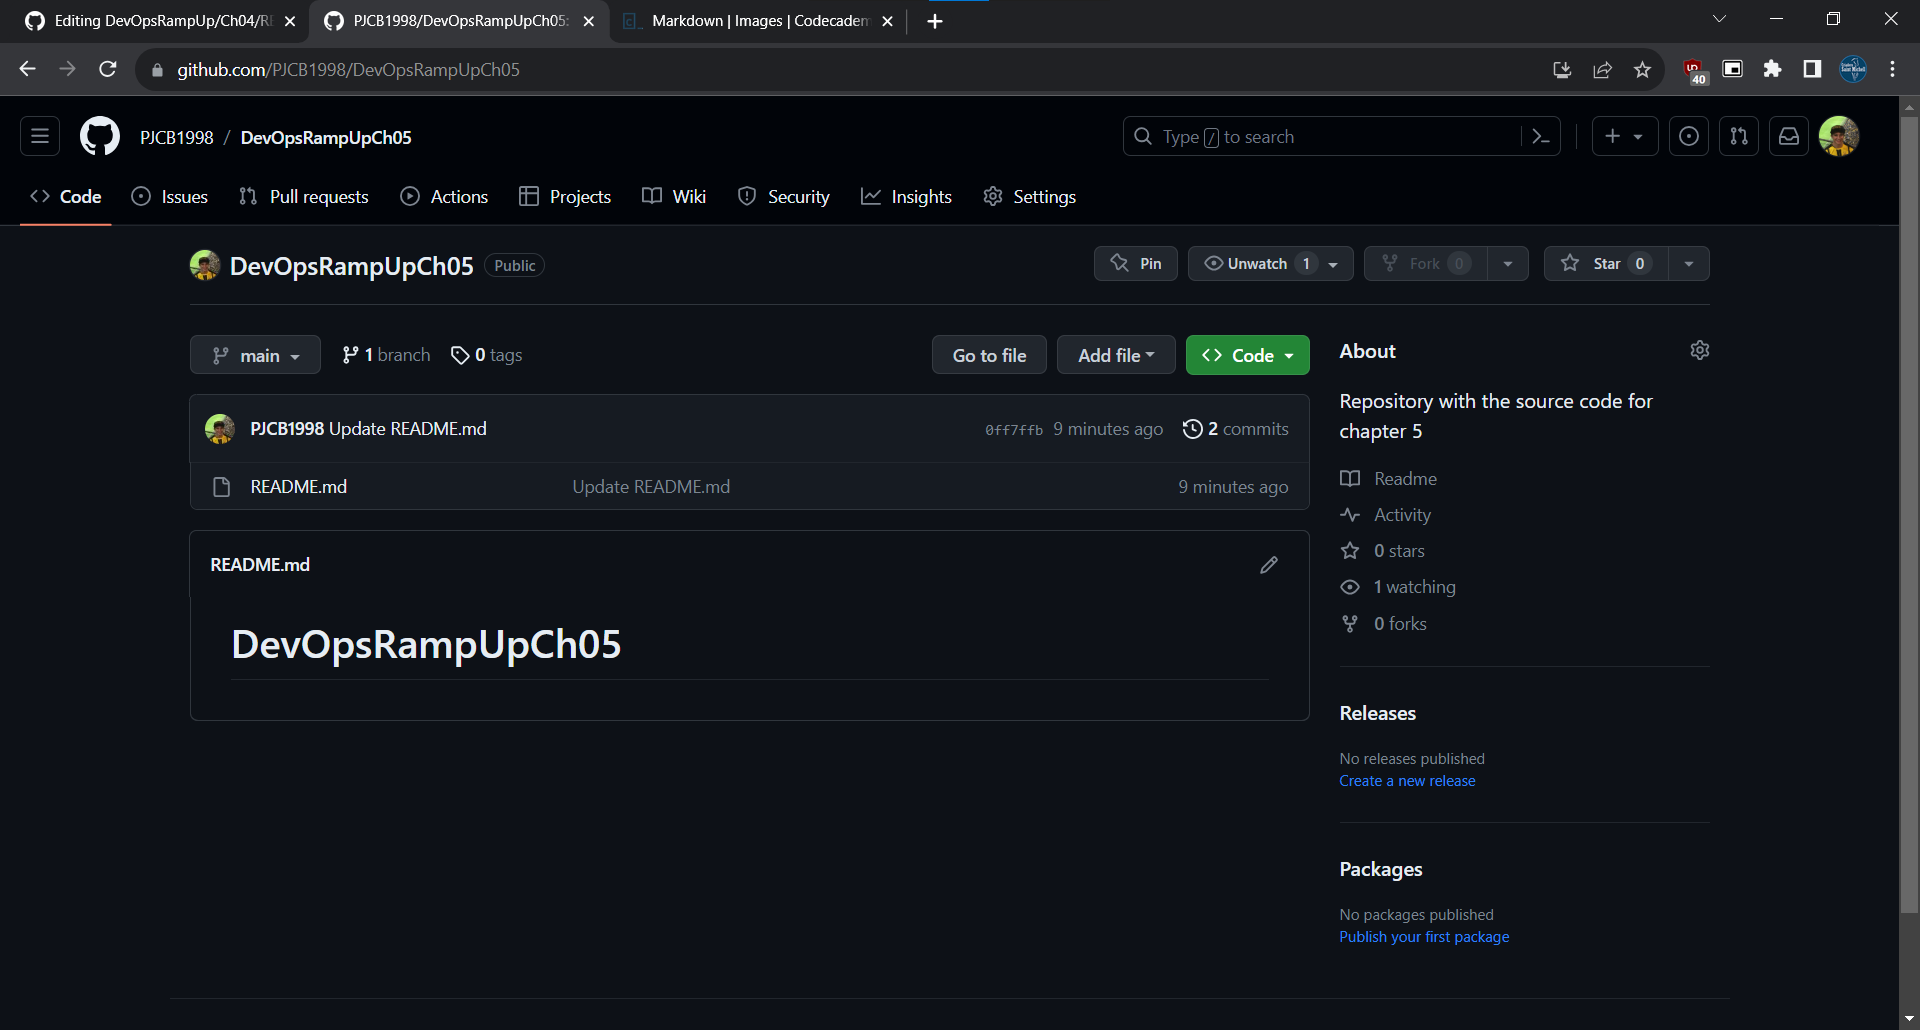 Editing DevOpsRampUp/Ch04/RE
PJCB1998/DevOpsRampUpCh05:
Markdown | Images | Codecadem
github.com/PJCB1998/DevOpsRampUpCh05
40
PJCB1998 / DevOpsRampUpCh05
Type / to search
Code
Issues
Pull requests
Actions
Projects
Wiki
Security
Insights
Settings
DevOpsRampUpCh05 Public
Pin
Unwatch 1
Fork 0
Star 0
main
1 branch
0 tags
Go to file
Add file
Code
PJCB1998 Update README.md
0ff7ffb 9 minutes ago
2 commits
README.md
Update README.md
9 minutes ago
README.md
DevOpsRampUpCh05
About
Repository with the source code for
chapter 5
Readme
Activity
0 stars
1 watching
0 forks
Releases
No releases published
Create a new release
Packages
No packages published
Publish your first package